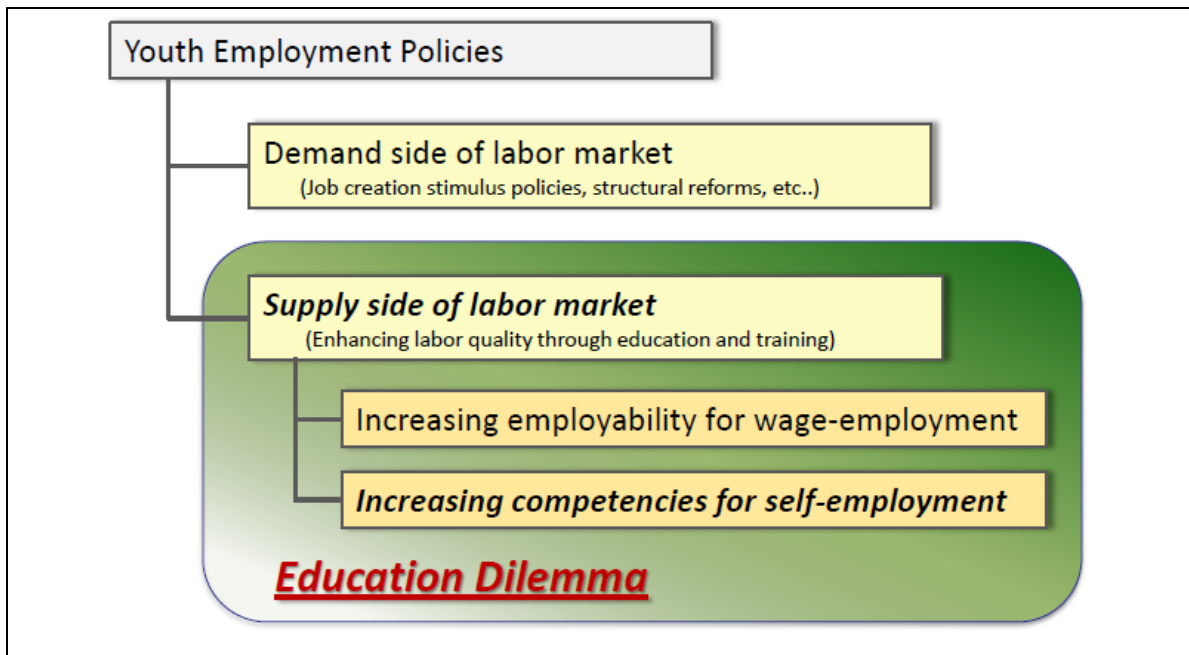 Youth Employment Policies
Demand side of labor market
(Job creation stimulus policies, structural reforms, etc..)
Supply side of labor market
(Enhancing labor quality through education and training)
Increasing employability for wage-employment
Increasing competencies for self-employment
Education Dilemma